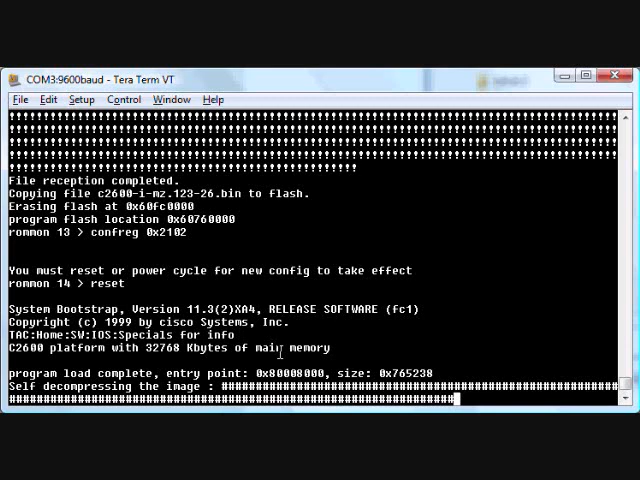 COM3:9600baud - Tera Term VT
File Edit Setup Control Window Help
!!!!!!!!!!!!!!!!!!!!!!!!!!!!!!!!!!!!!!!!!!!!!!!!!!!!!!!!!!!!!!!!!!!!!!!!!!!!!!!!
!!!!!!!!!!!!!!!!!!!!!!!!!!!!!!!!!!!!!!!!!!!!!!!!!!!!!!!!!!!!!!!!!!!!!!!!!!!!!!!!
!!!!!!!!!!!!!!!!!!!!!!!!!!!!!!!!!!!!!!!!!!!!!!!!!!!!!!!!!!!!!!!!!!!!!!!!!!!!!!!!
!!!!!!!!!!!!!!!!!!!!!!!!!!!!!!!!!!!!!!!!!!!!!!!!!!!!!!!!!!!!!!!!!!!!!!!!!!!!!!!!
!!!!!!!!!!!!!!!!!!!!!!!!!!!!!!!!!!!!!!!!!!!!!!
File reception completed.
Copying file c2600-i-mz.123-26.bin to flash.
Erasing flash at 0x60fc0000
program flash location 0x60760000
rommon 13 > confreg 0x2102
You must reset or power cycle for new config to take effect
rommon 14 > reset
System Bootstrap, Version 11.3(2)XA4, RELEASE SOFTWARE (fc1)
Copyright (c) 1999 by cisco Systems, Inc.
TAC:Home:SW:IOS:Specials for info
C2600 platform with 32768 Kbytes of main memory
program load complete, entry point: 0x80008000, size: 0x765238
Self decompressing the image : ##########################################################
#################################################################